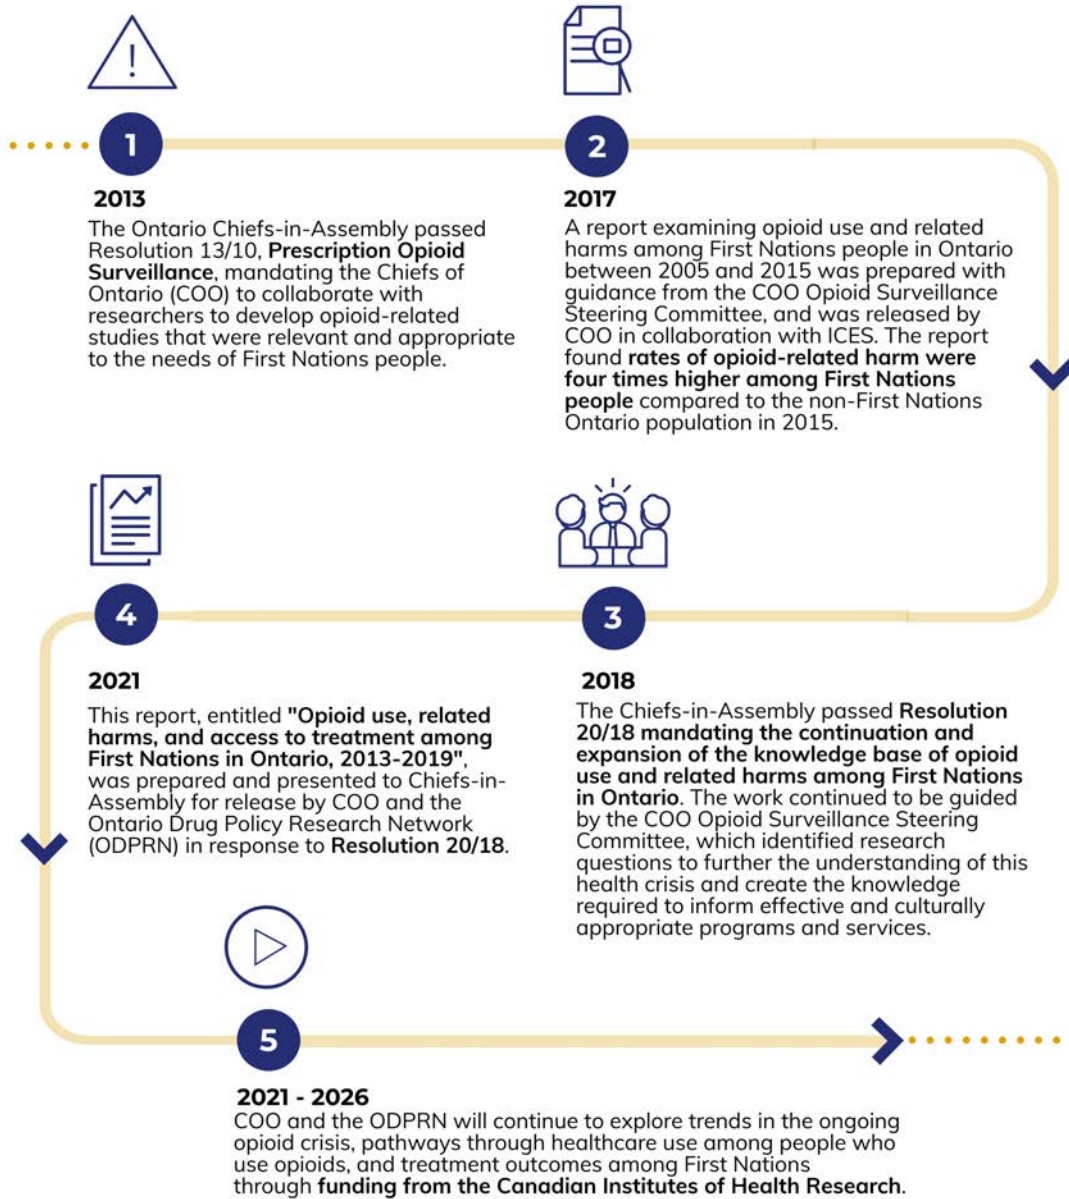 1
2013
The Ontario Chiefs-in-Assembly passed
Resolution 13/10, Prescription Opioid
Surveillance, mandating the Chiefs of
Ontario (COO) to collaborate with
researchers to develop opioid-related
studies that were relevant and appropriate
to the needs of First Nations people.
2
2017
A report examining opioid use and related
harms among First Nations people in Ontario
between 2005 and 2015 was prepared with
guidance from the COO Opioid Surveillance
Steering Committee, and was released by
COO in collaboration with ICES. The report
found rates of opioid-related harm were
four times higher among First Nations
people compared to the non-First Nations
Ontario population in 2015.
3
2018
The Chiefs-in-Assembly passed Resolution
20/18 mandating the continuation and
expansion of the knowledge base of opioid
use and related harms among First Nations
in Ontario. The work continued to be guided
by the COO Opioid Surveillance Steering
Committee, which identified research
questions to further the understanding of this
health crisis and create the knowledge
required to inform effective and culturally
appropriate programs and services.
4
2021
This report, entitled "Opioid use, related
harms, and access to treatment among
First Nations in Ontario, 2013-2019",
was prepared and presented to Chiefs-in-
Assembly for release by COO and the
Ontario Drug Policy Research Network
(ODPRN) in response to Resolution 20/18.
5
2021 - 2026
COO and the ODPRN will continue to explore trends in the ongoing
opioid crisis, pathways through healthcare use among people who
use opioids, and treatment outcomes among First Nations
through funding from the Canadian Institutes of Health Research.